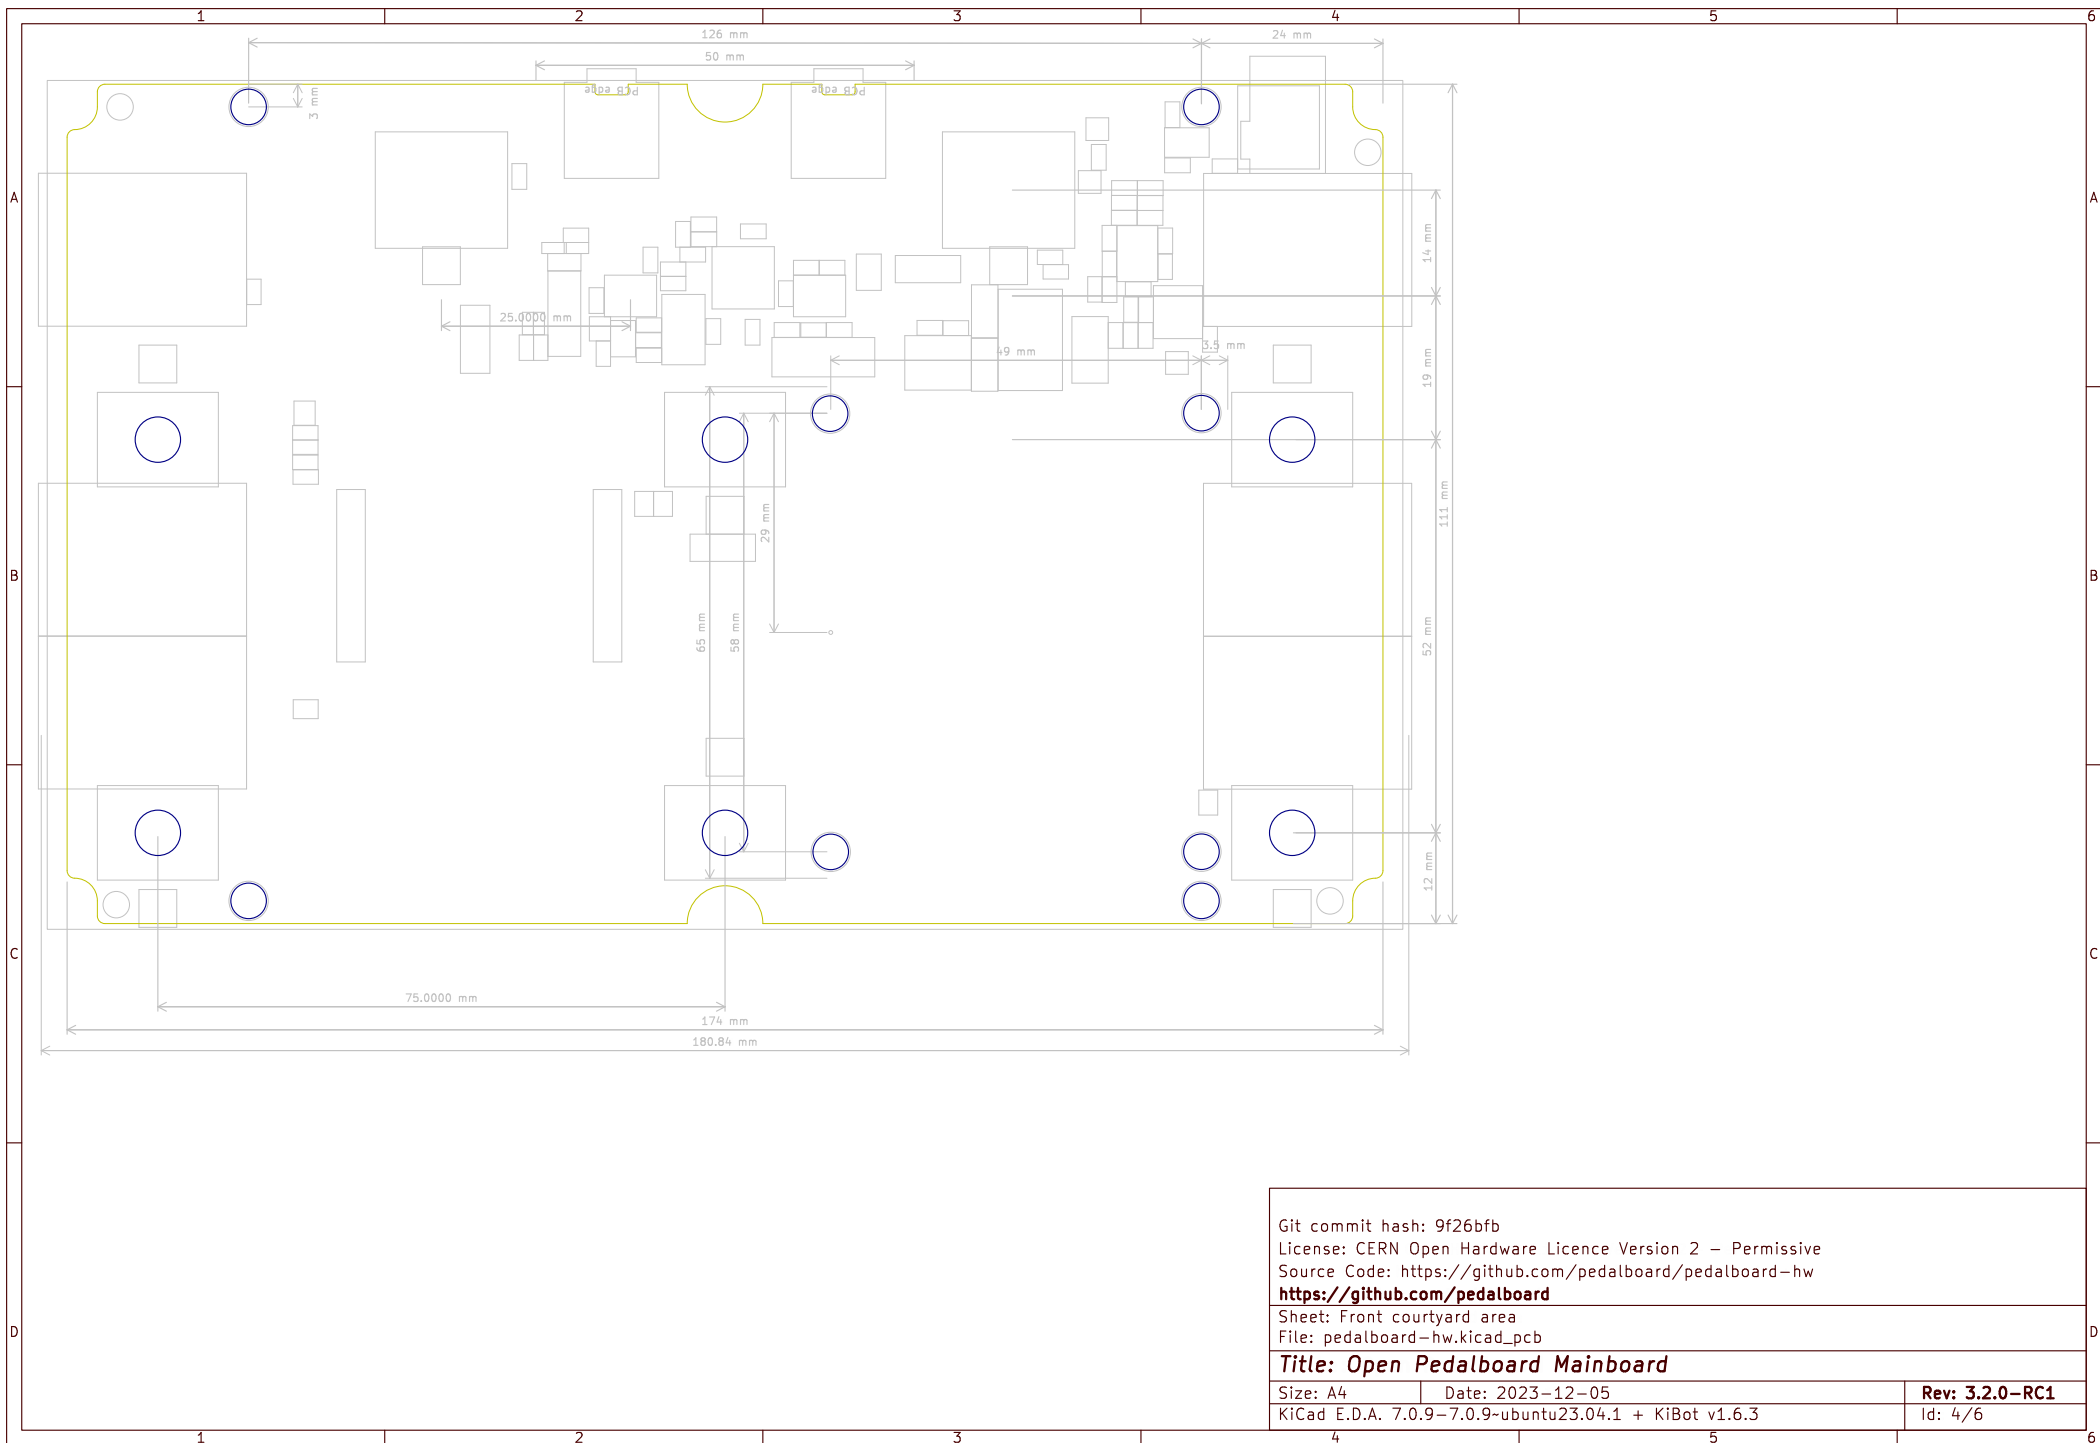 1 2 3 4 5 6
126 mm
24 mm
50 mm
3 mm
PCB edge
PCB edge
A
A
14 mm
25.0000 mm
49 mm
3.5 mm
19 mm
29 mm
111 mm
B
B
65 mm
58 mm
52 mm
12 mm
C
C
75.0000 mm
174 mm
180.84 mm
Git commit hash: 9f26bfb
License: CERN Open Hardware Licence Version 2 - Permissive
Source Code: https://github.com/pedalboard/pedalboard-hw
https://github.com/pedalboard
Sheet: Front courtyard area
File: pedalboard-hw.kicad_pcb
D
D
Title: Open Pedalboard Mainboard
Size: A4 Date: 2023-12-05 Rev: 3.2.0-RC1
KiCad E.D.A. 7.0.9-7.0.9~ubuntu23.04.1 + KiBot v1.6.3 Id: 4/6
1 2 3 4 5 6